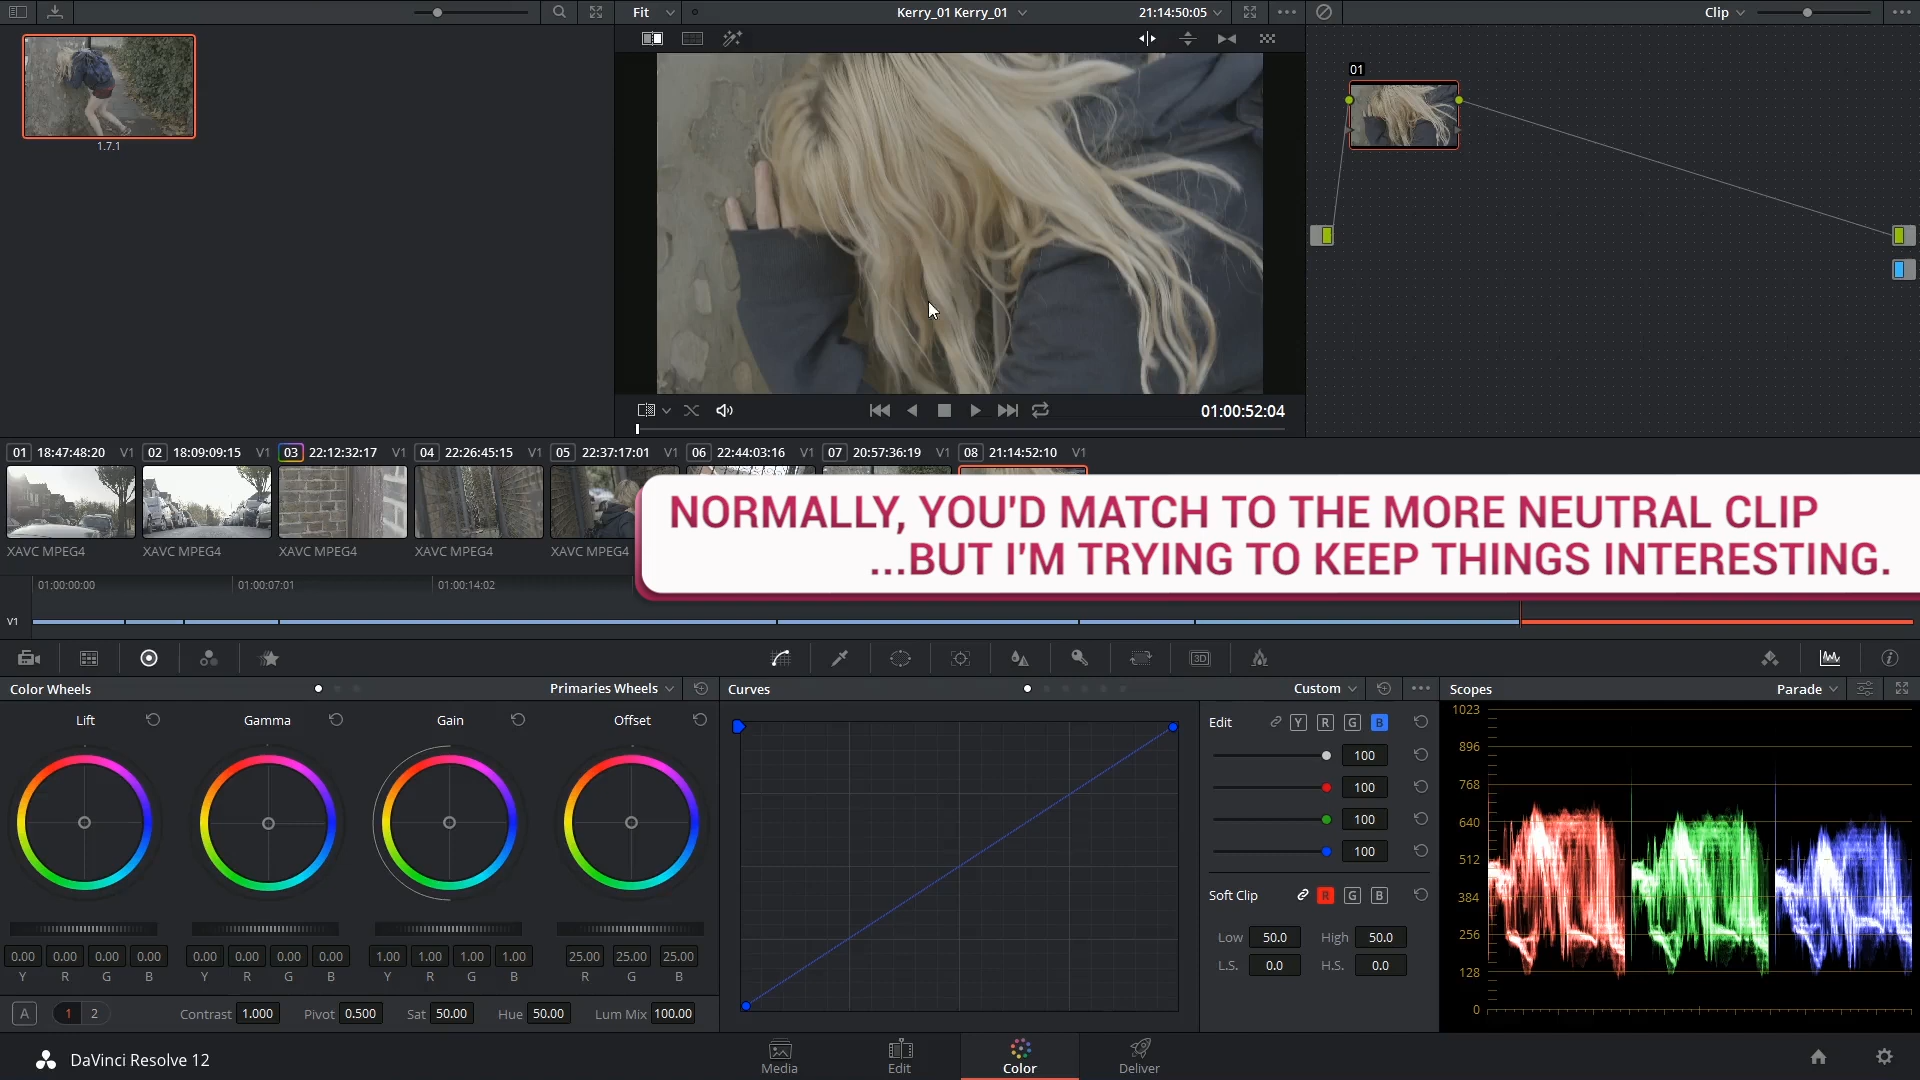 Fit
Kerry_01 Kerry_01
21:14:50:05
Clip
1.7.1
01
01:00:52:04
01 18:47:48:20 V1
02 18:09:09:15 V1
03 22:12:32:17 V1
04 22:26:45:15 V1
05 22:37:17:01 V1
06 22:44:03:16 V1
07 20:57:36:19 V1
08 21:14:52:10 V1
XAVC MPEG4
XAVC MPEG4
XAVC MPEG4
XAVC MPEG4
XAVC MPEG4
NORMALLY, YOU'D MATCH TO THE MORE NEUTRAL CLIP
...BUT I'M TRYING TO KEEP THINGS INTERESTING.
01:00:00:00
01:00:07:01
01:00:14:02
V1
3D
Color Wheels
Primaries Wheels
Lift
Gamma
Gain
Offset
0.00 0.00 0.00 0.00
Y R G B
0.00 0.00 0.00 0.00
Y R G B
1.00 1.00 1.00 1.00
Y R G B
25.00 25.00 25.00
R G B
A 1 2
Contrast 1.000
Pivot 0.500
Sat 50.00
Hue 50.00
Lum Mix 100.00
Curves
Custom
Edit Y R G B
100
100
100
100
Soft Clip R G B
Low 50.0 High 50.0
L.S. 0.0 H.S. 0.0
Scopes
Parade
1023
896
768
640
512
384
256
128
0
DaVinci Resolve 12
Media
Edit
Color
Deliver